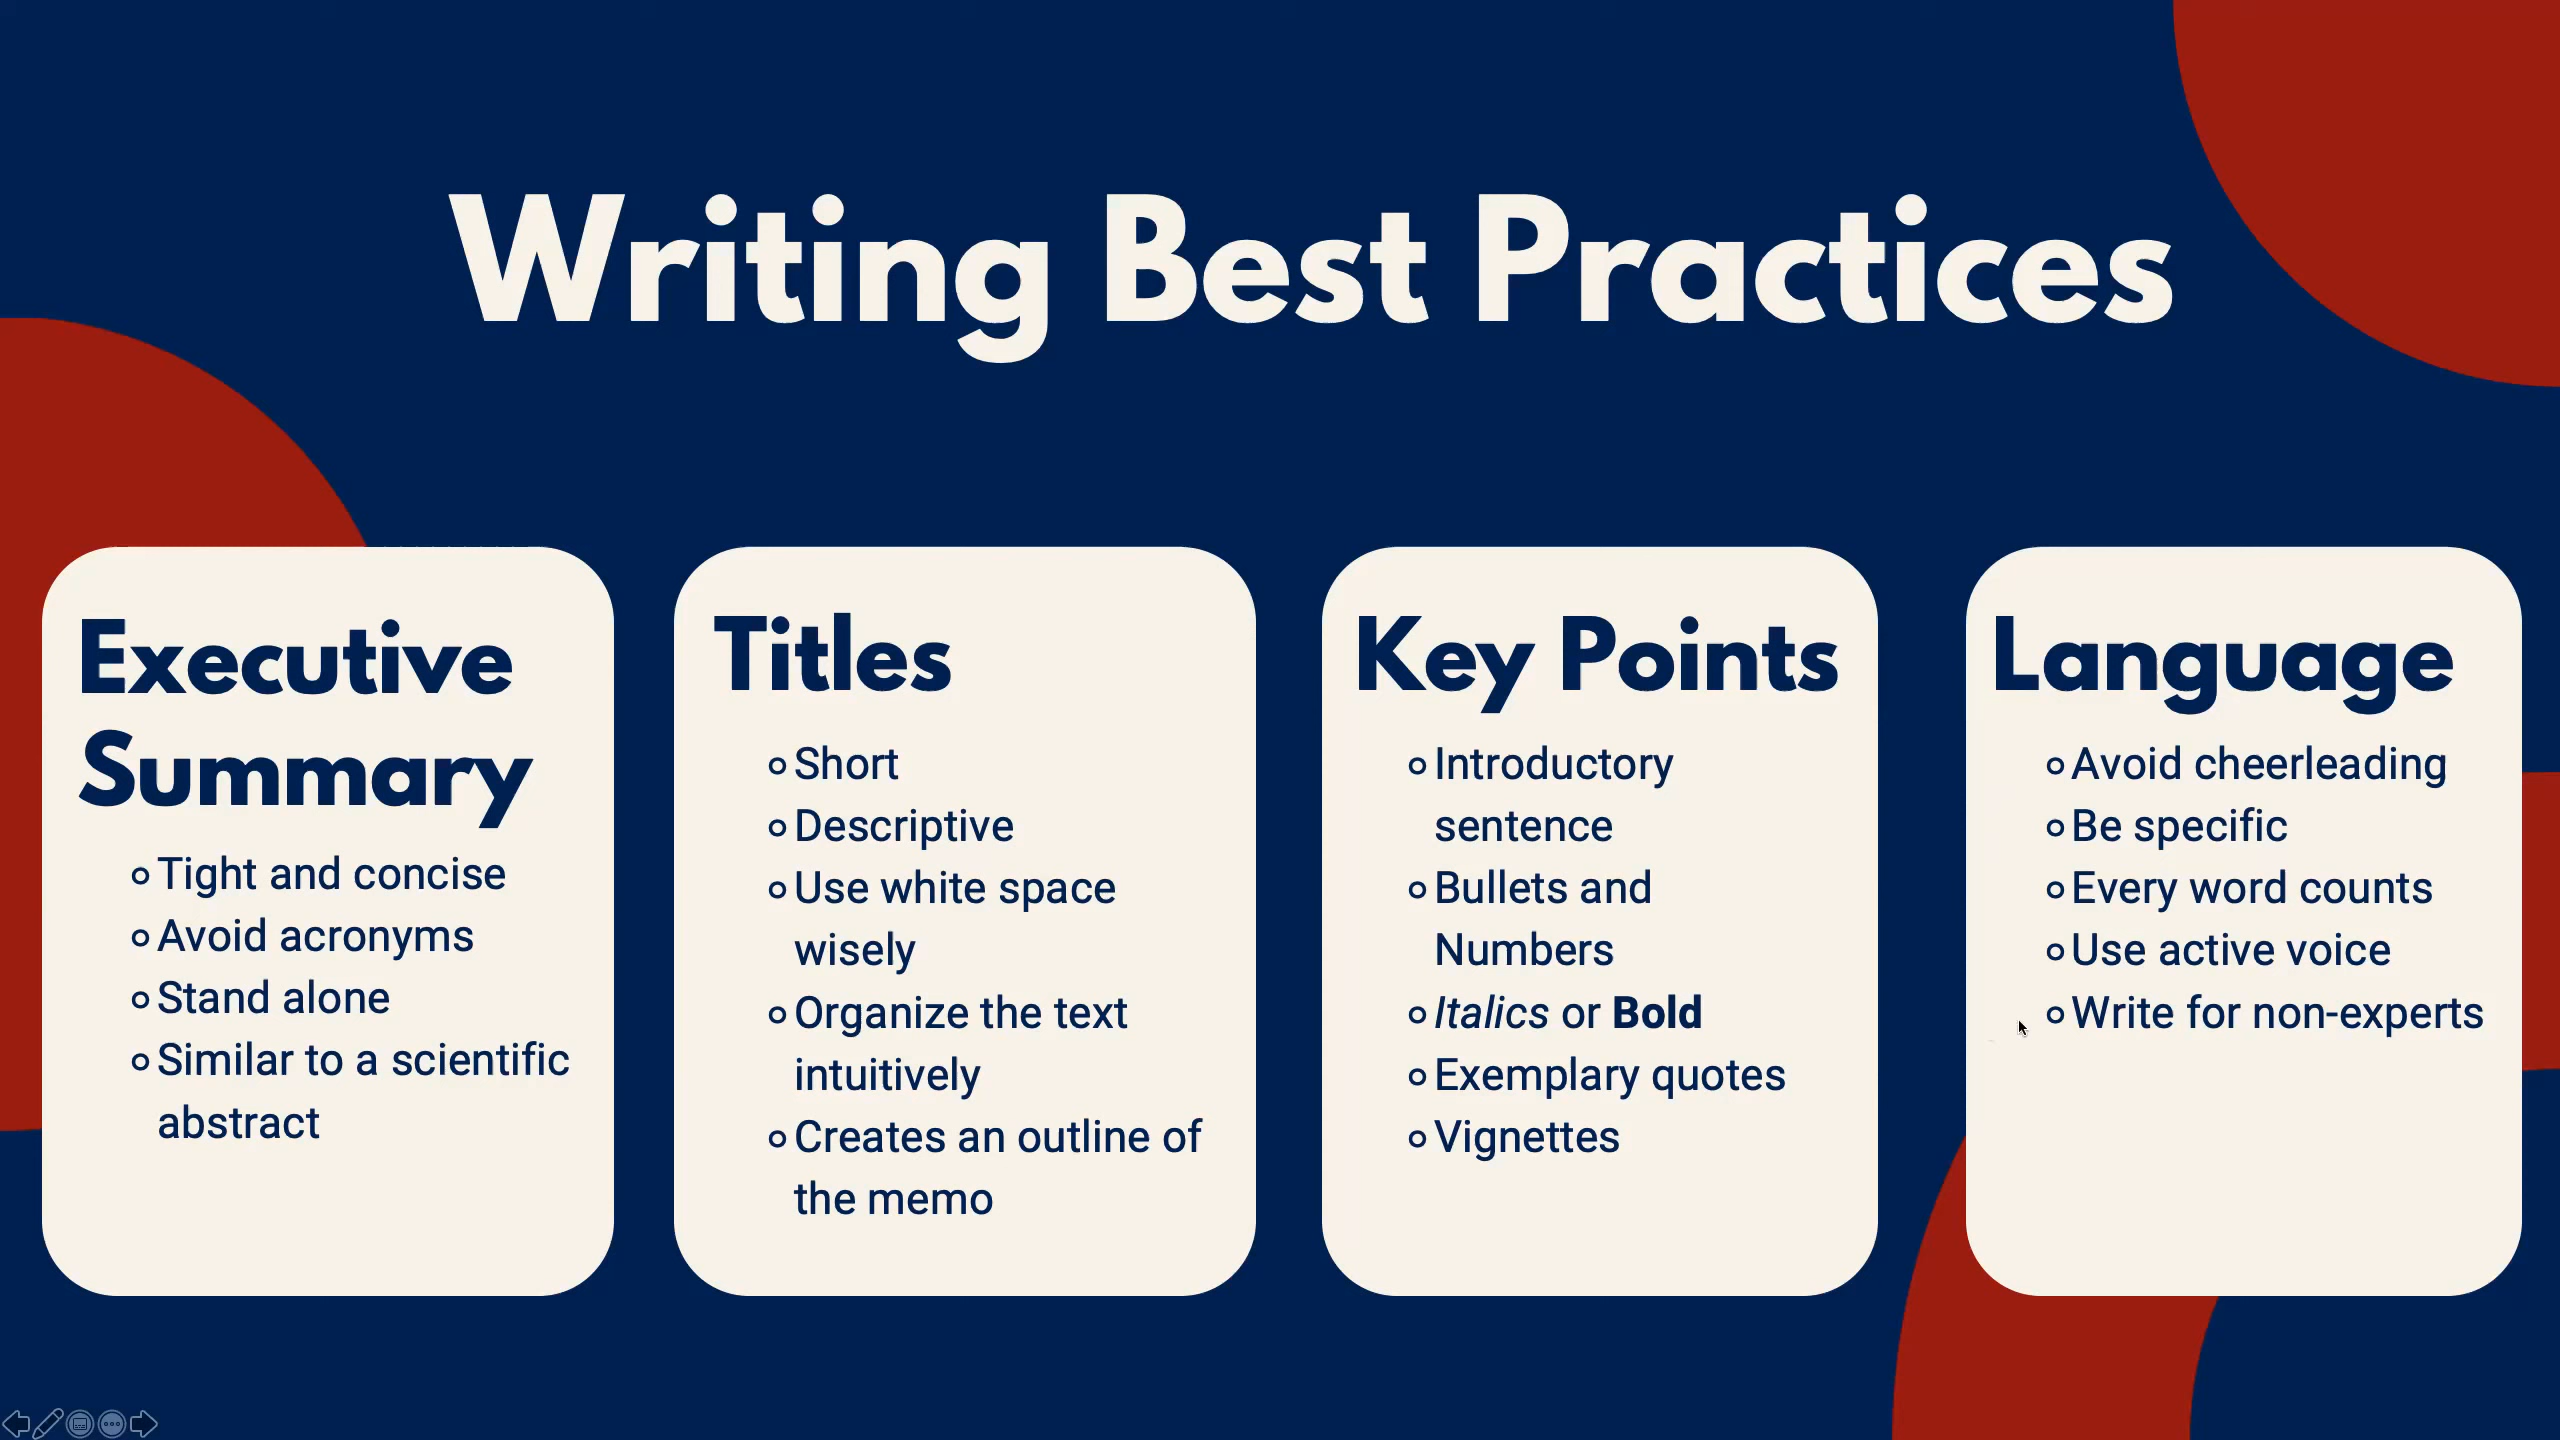 Writing Best Practices
Executive
Summary
Tight and concise
Avoid acronyms
Stand alone
Similar to a scientific
abstract
Titles
Short
Descriptive
Use white space
wisely
Organize the text
intuitively
Creates an outline of
the memo
Key Points
Introductory
sentence
Bullets and
Numbers
Italics or Bold
Exemplary quotes
Vignettes
Language
Avoid cheerleading
Be specific
Every word counts
Use active voice
Write for non-experts